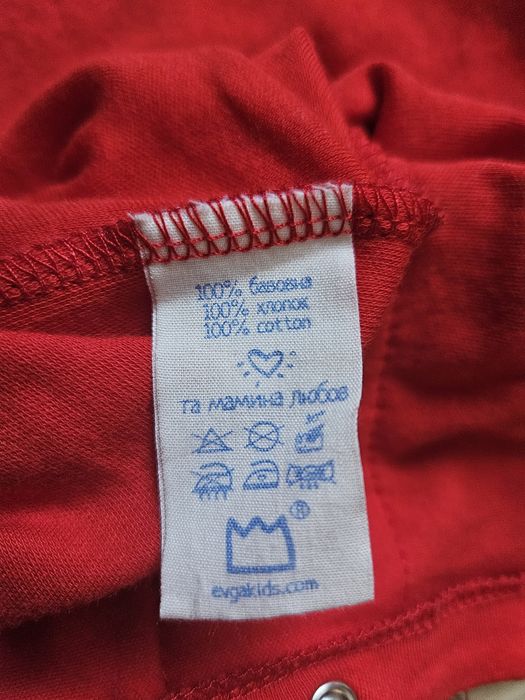 100% бавовна
100% хлопок
100% cotton
та мамина любов
®
evgakids.com